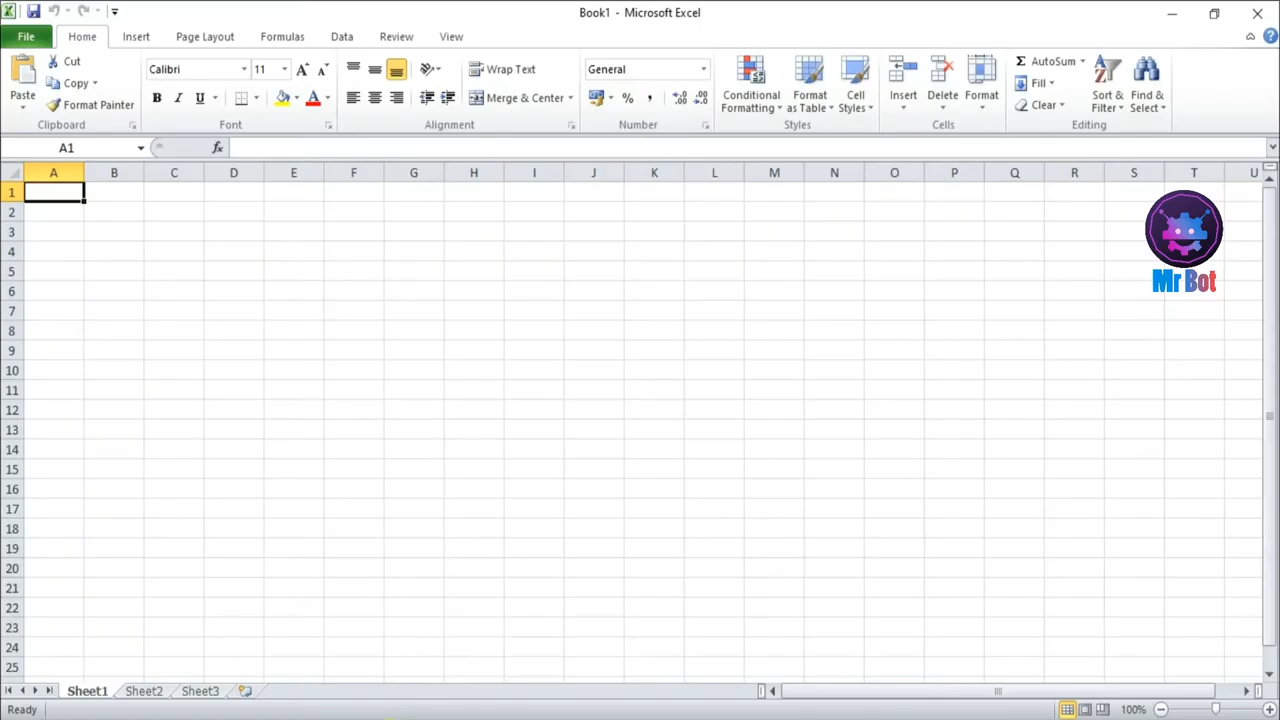 Book1 - Microsoft Excel
File Home Insert Page Layout Formulas Data Review View
Paste
Cut
Copy
Format Painter
Clipboard
Calibri 11
B I U A
Font
Wrap Text
Merge & Center
Alignment
General
% ,
Number
Conditional Formatting
Format as Table
Cell Styles
Styles
Insert Delete Format
Cells
Σ AutoSum
Fill
Clear
Sort & Filter
Find & Select
Editing
A1 fx
A B C D E F G H I J K L M N O P Q R S T U
1
2
3
4
5
6
7
8
9
10
11
12
13
14
15
16
17
18
19
20
21
22
23
24
25
Mr Bot
Sheet1 Sheet2 Sheet3
Ready 100%